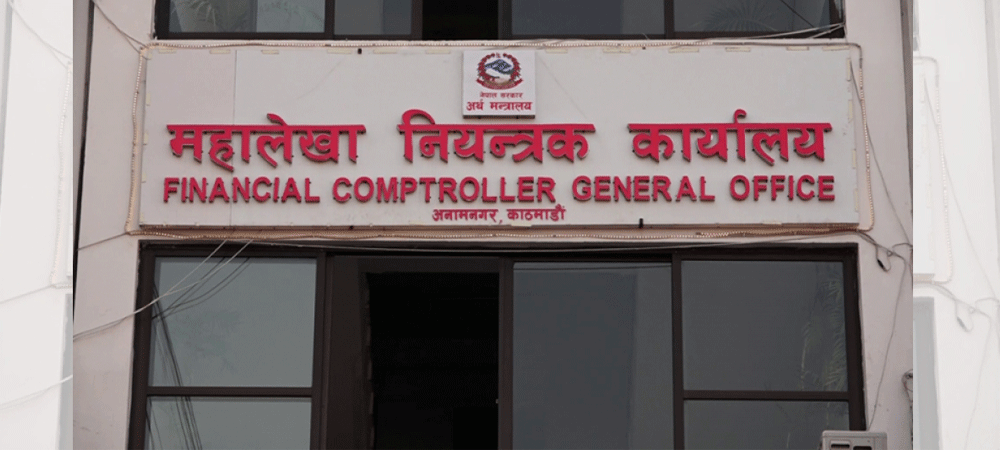 नेपाल सरकार
अर्थ मन्त्रालय
महालेखा नियन्त्रक कार्यालय
FINANCIAL COMPTROLLER GENERAL OFFICE
अनामनगर, काठमाडौं